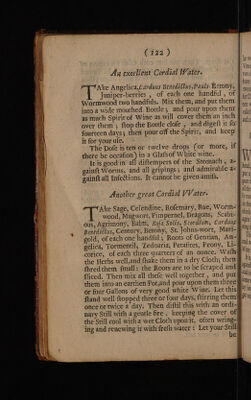 ( 122 )
An excellent Cordial Water.
TAke Angelica, Carduus Benedictus, Pauls Betony,
Juniper-berries, of each one handful, of
Wormwood two handfuls. Mix them, and put them
into a wide mouthed Bottle; and pour upon them
as much Spirit of Wine as will cover them an inch
over them; stop the Bottle close, and digest it for
fourteen days; then pour off the Spirit, and keep
it for your use.
The Dose is ten or twelve drops (or more, if
there be occasion) in a Glass of White wine.
It is good in all distempers of the Stomach, a-
gainst Worms, and all gripings; and admirable a-
gainst all Infections. It cannot be given amiss.
Another great Cordial VVater.
TAke Sage, Celendine, Rosemary, Rue, Worm-
wood, Mugwort, Pimpernel, Dragons, Scabi-
ous, Agrimony, Balm, Rosa Solis, Scordium, Carduus
Benedictus, Century, Betony, St. Johns-wort, Mary-
gold, of each one handful; Roots of Gentian, An-
gelica, Tormentil, Zedoaria, Peratites, Peony, Li-
corice, of each three quarters of an ounce. Wash
the Herbs well, and shake them in a dry Cloth; then
shred them small: the Roots are to be scraped and
sliced. Then mix all these well together, and put
them into an earthen Pot, and pour upon them three
or four Gallons of very good white Wine. Let this
stand well stopped three or four days, stirring them
once or twice a day. Then distil this with an ordi-
nary Still with a gentle fire; keeping the cover of
the Still cool with a wet Cloth upon it, often wring-
ing and renewing it with fresh water: Let your Still
be